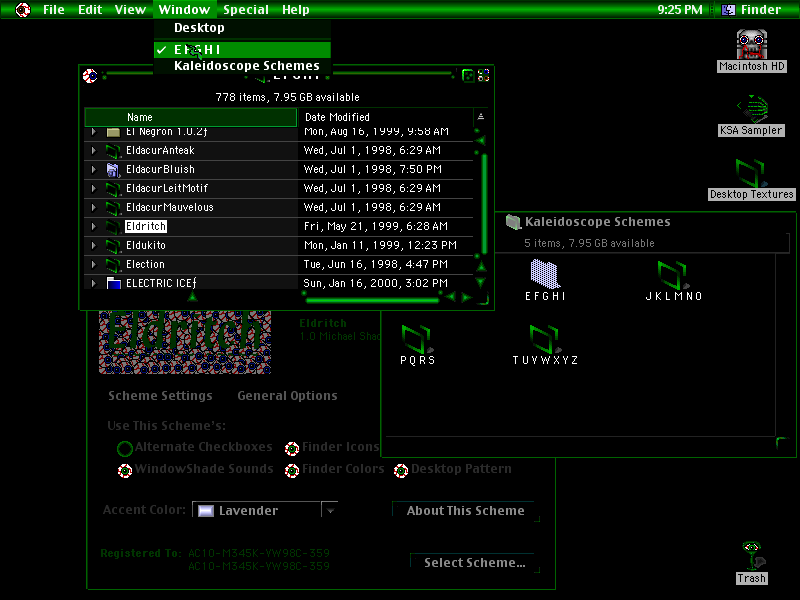 File Edit View Window Special Help 9:25 PM Finder
Desktop
✓ E F G H I
Kaleidoscope Schemes
E F G H I
778 items, 7.95 GB available
Name Date Modified
El Negron 1.0.2ƒ Mon, Aug 16, 1999, 9:58 AM
EldacurAnteak Wed, Jul 1, 1998, 6:29 AM
EldacurBluish Wed, Jul 1, 1998, 7:50 PM
EldacurLeitMotif Wed, Jul 1, 1998, 6:29 AM
EldacurMauvelous Wed, Jul 1, 1998, 6:29 AM
Eldritch Fri, May 21, 1999, 6:28 AM
Eldukito Mon, Jan 11, 1999, 12:23 PM
Election Tue, Jun 16, 1998, 4:47 PM
ELECTRIC ICEƒ Sun, Jan 16, 2000, 3:02 PM
Macintosh HD
KSA Sampler
Desktop Textures
Kaleidoscope Schemes
5 items, 7.95 GB available
E F G H I
J K L M N O
P Q R S
T U V W X Y Z
Eldritch
Eldritch
1.0 Michael
Scheme Settings General Options
Use This Scheme's:
Alternate Checkboxes Finder Icons
WindowShade Sounds Finder Colors Desktop Pattern
Accent Color: Lavender
About This Scheme
Registered To: AC10-M345K-YW98C-359
AC10-M345K-YW98C-359
Select Scheme...
Trash